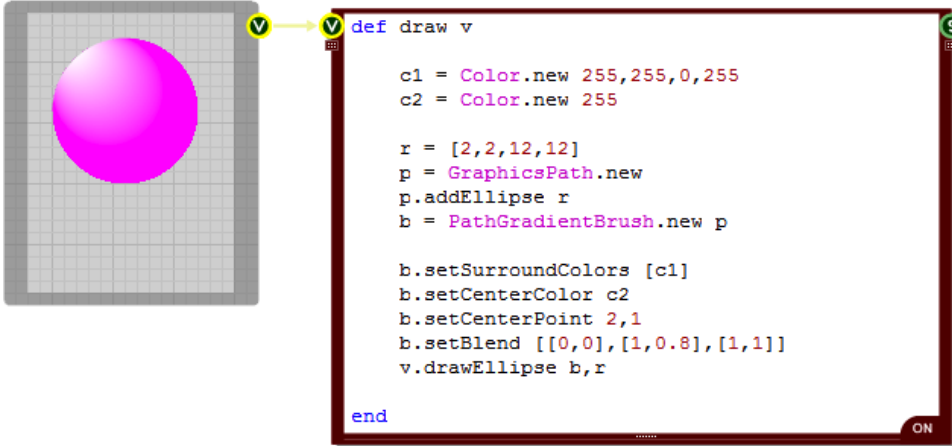 V
V def draw v
c1 = Color.new 255,255,0,255
c2 = Color.new 255
r = [2,2,12,12]
p = GraphicsPath.new
p.addEllipse r
b = PathGradientBrush.new p
b.setSurroundColors [c1]
b.setCenterColor c2
b.setCenterPoint 2,1
b.setBlend [[0,0],[1,0.8],[1,1]]
v.drawEllipse b,r
end
ON